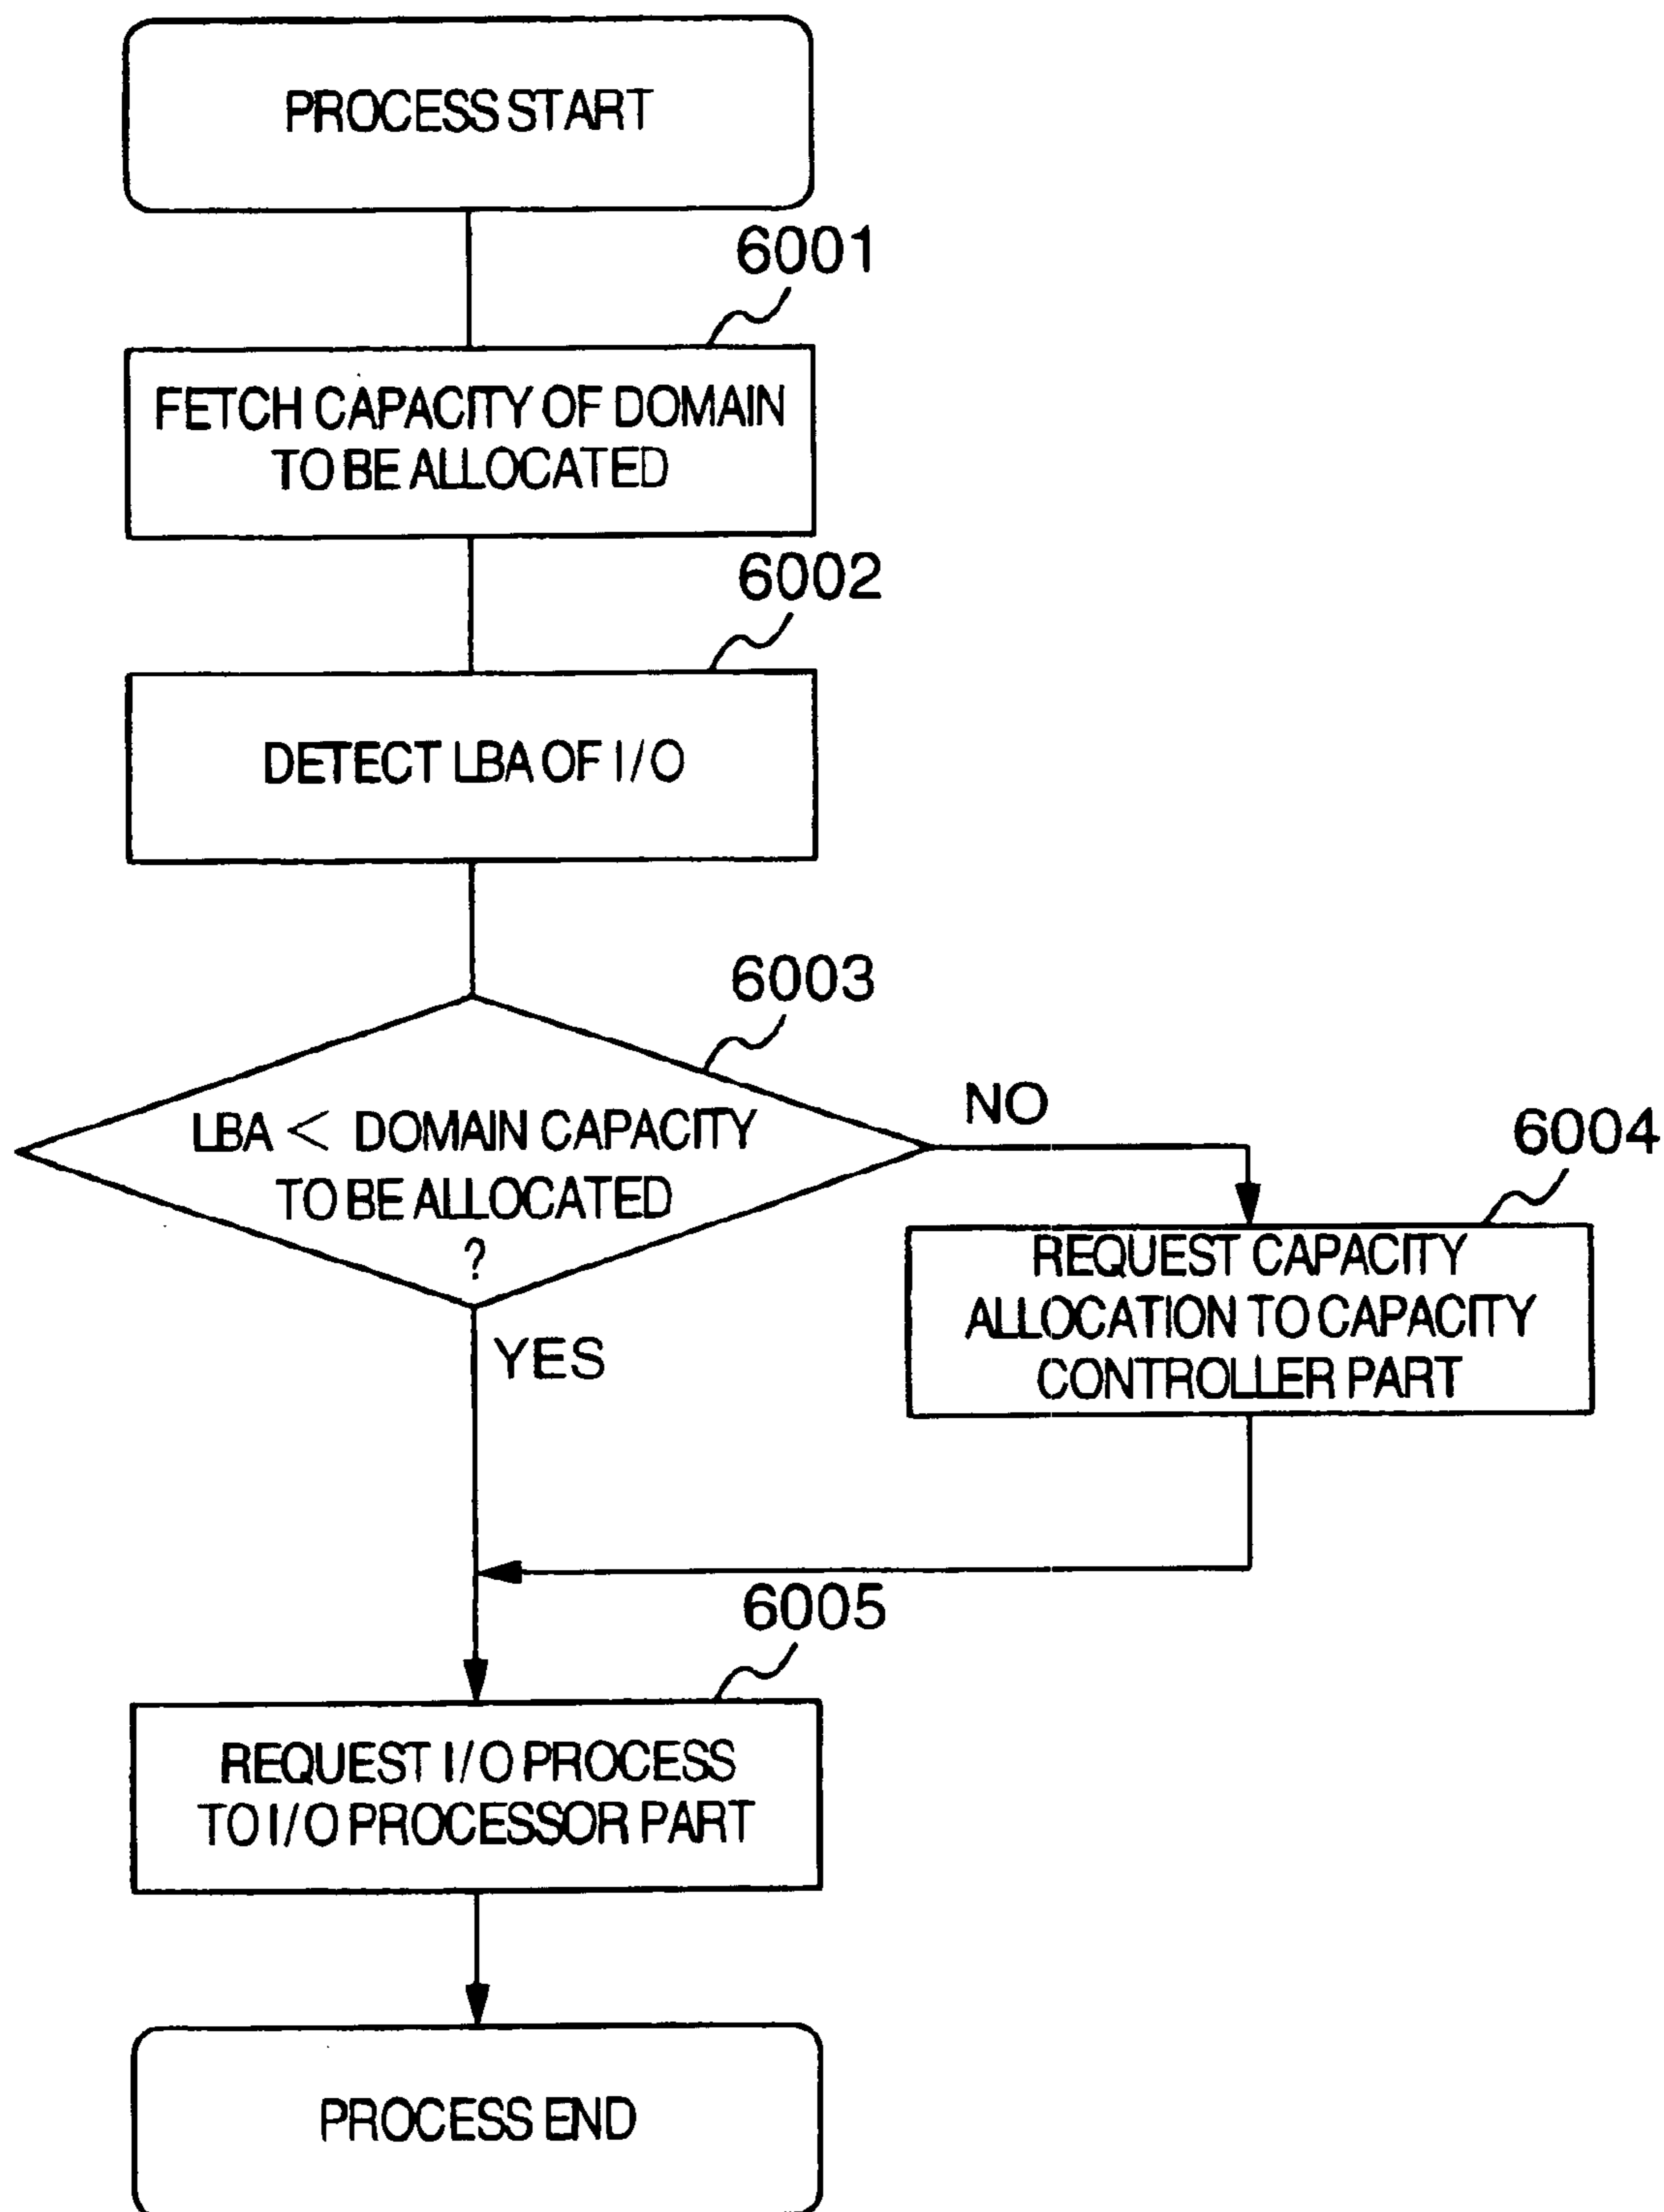 PROCESS START
6001
FETCH CAPACITY OF DOMAIN
TO BE ALLOCATED
6002
DETECT LBA OF I/O
6003
LBA < DOMAIN CAPACITY
TO BE ALLOCATED
?
NO
YES
6004
REQUEST CAPACITY
ALLOCATION TO CAPACITY
CONTROLLER PART
6005
REQUEST I/O PROCESS
TO I/O PROCESSOR PART
PROCESS END